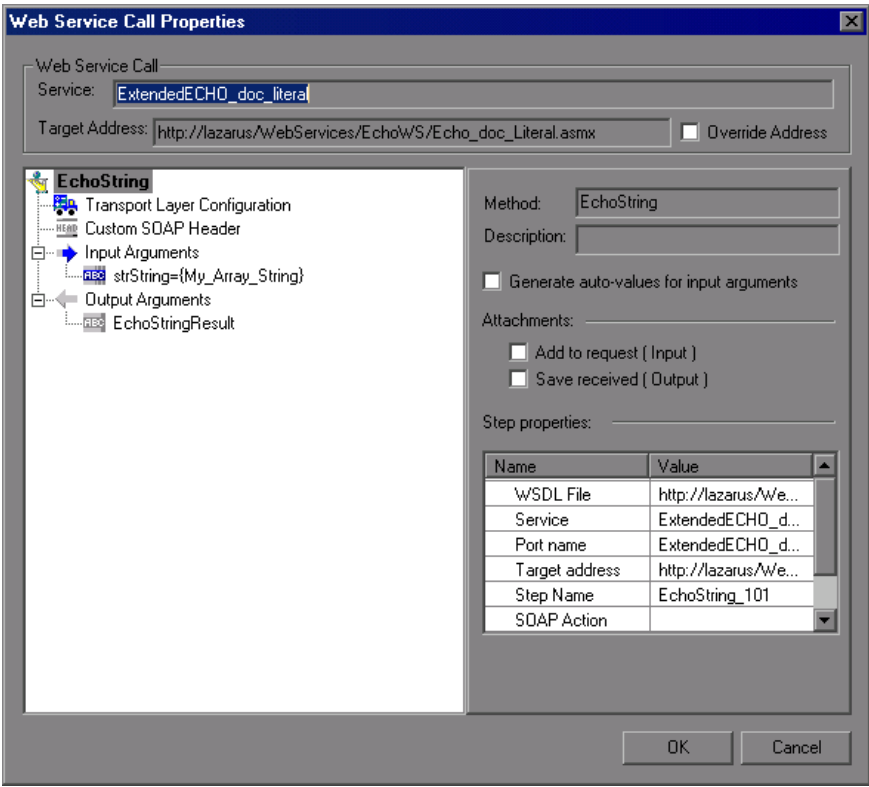 Web Service Call Properties
Web Service Call
Service: ExtendedECHO_doc_literal
Target Address: http://lazarus/WebServices/EchoWS/Echo_doc_Literal.asmx Override Address
EchoString
Transport Layer Configuration
HEAD Custom SOAP Header
Input Arguments
ABC strString={My_Array_String}
Output Arguments
ABC EchoStringResult
Method: EchoString
Description:
Generate auto-values for input arguments
Attachments:
Add to request ( Input )
Save received ( Output )
Step properties:
Name Value
WSDL File http://lazarus/We...
Service ExtendedECHO_d...
Port name ExtendedECHO_d...
Target address http://lazarus/We...
Step Name EchoString_101
SOAP Action
OK Cancel